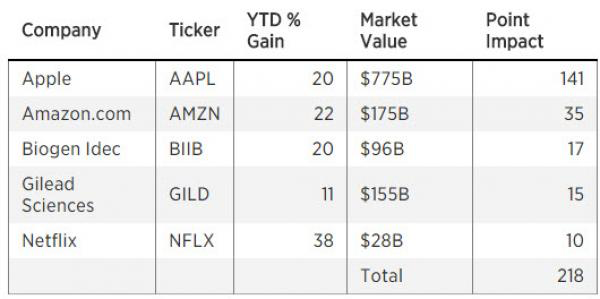 Company Ticker YTD % Gain Market Value Point Impact
Apple AAPL 20 $775B 141
Amazon.com AMZN 22 $175B 35
Biogen Idec BIIB 20 $96B 17
Gilead Sciences GILD 11 $155B 15
Netflix NFLX 38 $28B 10
Total 218